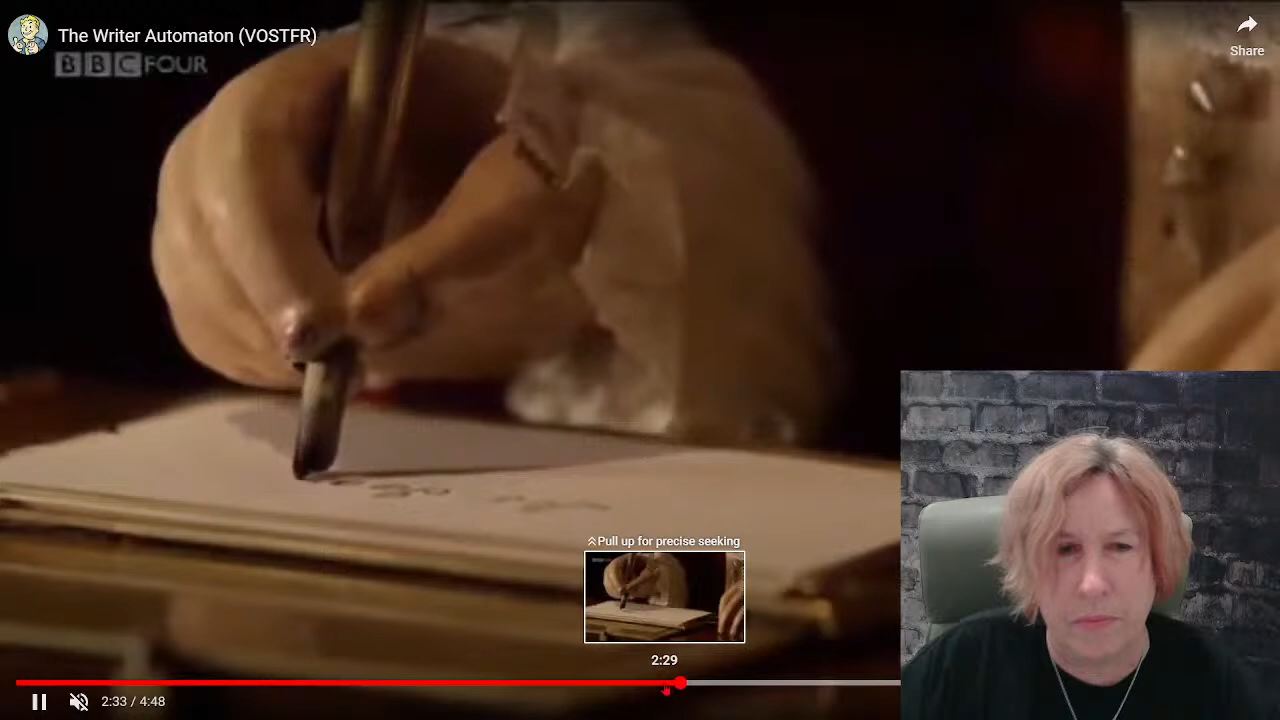 The Writer Automaton (VOSTFR)
BBC FOUR
Share
Pull up for precise seeking
2:29
2:33 / 4:48